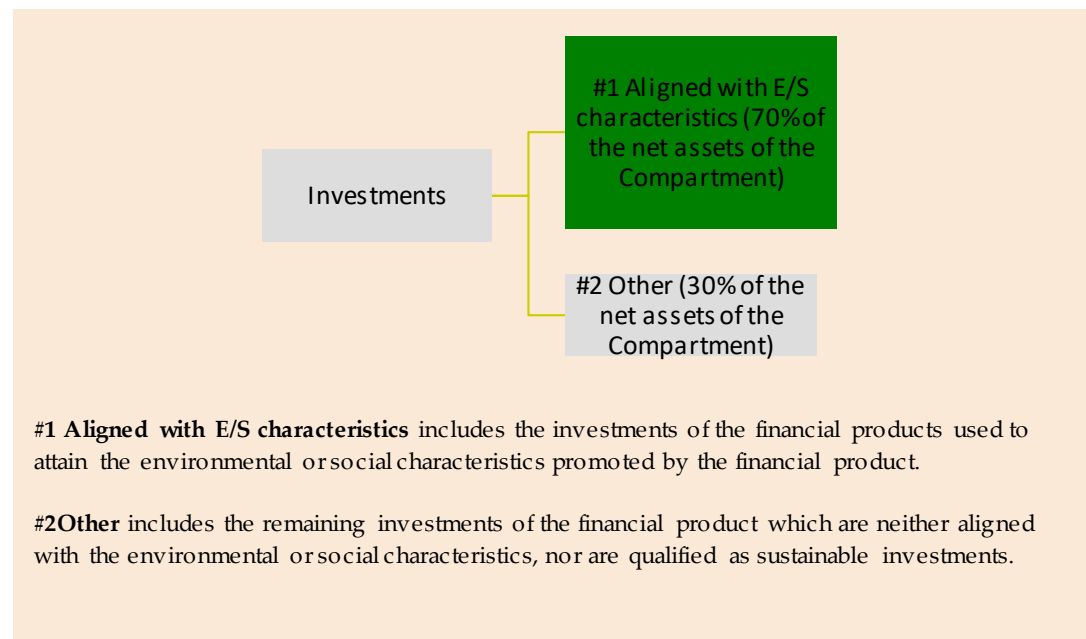 #1 Aligned with E/S
characteristics (70% of
the net assets of the
Compartment)
Investments
#2 Other (30% of the
net assets of the
Compartment)
#1 Aligned with E/S characteristics includes the investments of the financial products used to
attain the environmental or social characteristics promoted by the financial product.
#2Other includes the remaining investments of the financial product which are neither aligned
with the environmental or social characteristics, nor are qualified as sustainable investments.